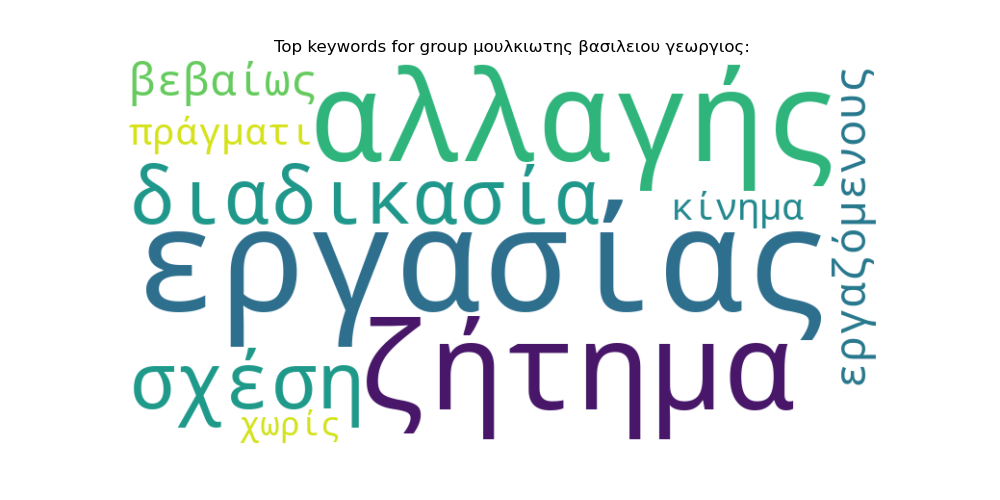 Top keywords for group μουλκιωτης βασιλειου γεωργιος:
βεβαίως
αλλαγής
πράγματι
διαδικασία
κίνημα
εργαζόμενους
εργασίας
ζήτημα
σχέση
χωρίς